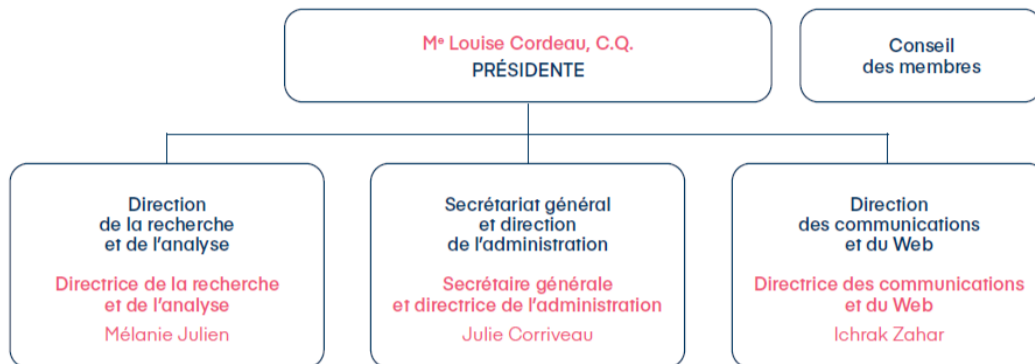 Mᵉ Louise Cordeau, C.Q.
PRÉSIDENTE
Conseil
des membres
Direction
de la recherche
et de l'analyse
Directrice de la recherche
et de l'analyse
Mélanie Julien
Secrétariat général
et direction
de l'administration
Secrétaire générale
et directrice de l'administration
Julie Corriveau
Direction
des communications
et du Web
Directrice des communications
et du Web
Ichrak Zahar